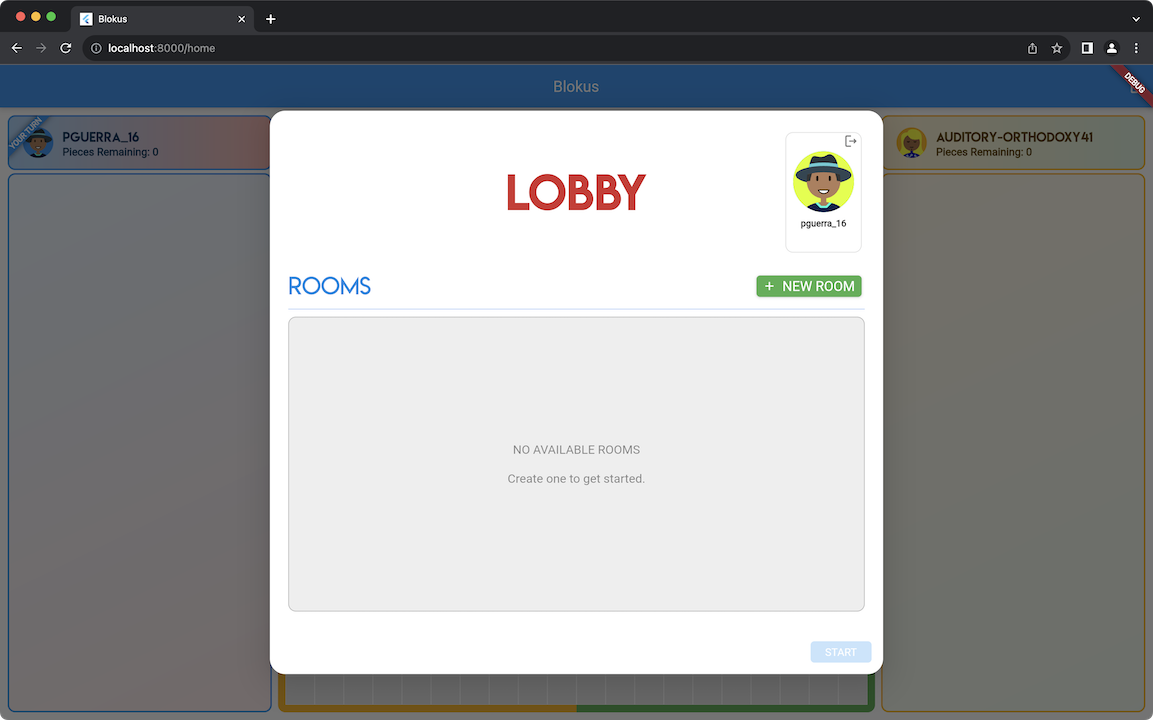 Blokus
localhost:8000/home
Blokus
DEBUG
YOUR TURN
PGUERRA_16
Pieces Remaining: 0
AUDITORY-ORTHODOXY41
Pieces Remaining: 0
LOBBY
pguerra_16
ROOMS
+ NEW ROOM
NO AVAILABLE ROOMS
Create one to get started.
START